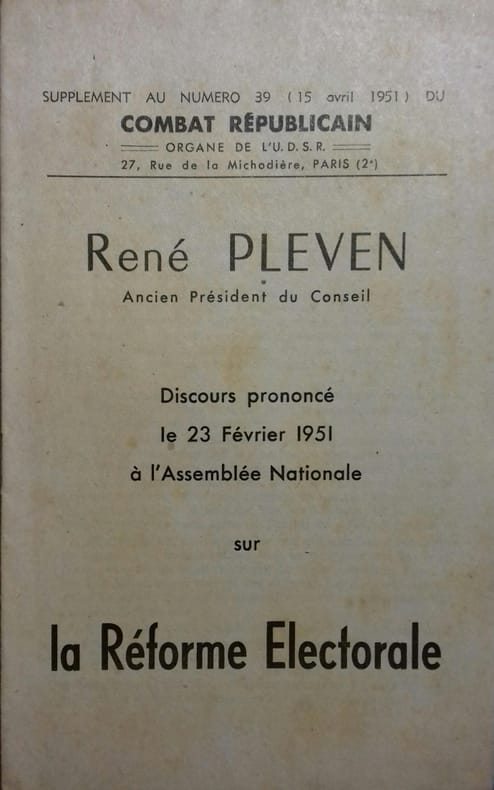 SUPPLEMENT AU NUMERO 39 (15 avril 1951) DU
COMBAT RÉPUBLICAIN
ORGANE DE L'U.D.S.R.
27, Rue de la Michodière, PARIS (2e)
René PLEVEN
Ancien Président du Conseil
Discours prononcé
le 23 Février 1951
à l'Assemblée Nationale
sur
la Réforme Electorale